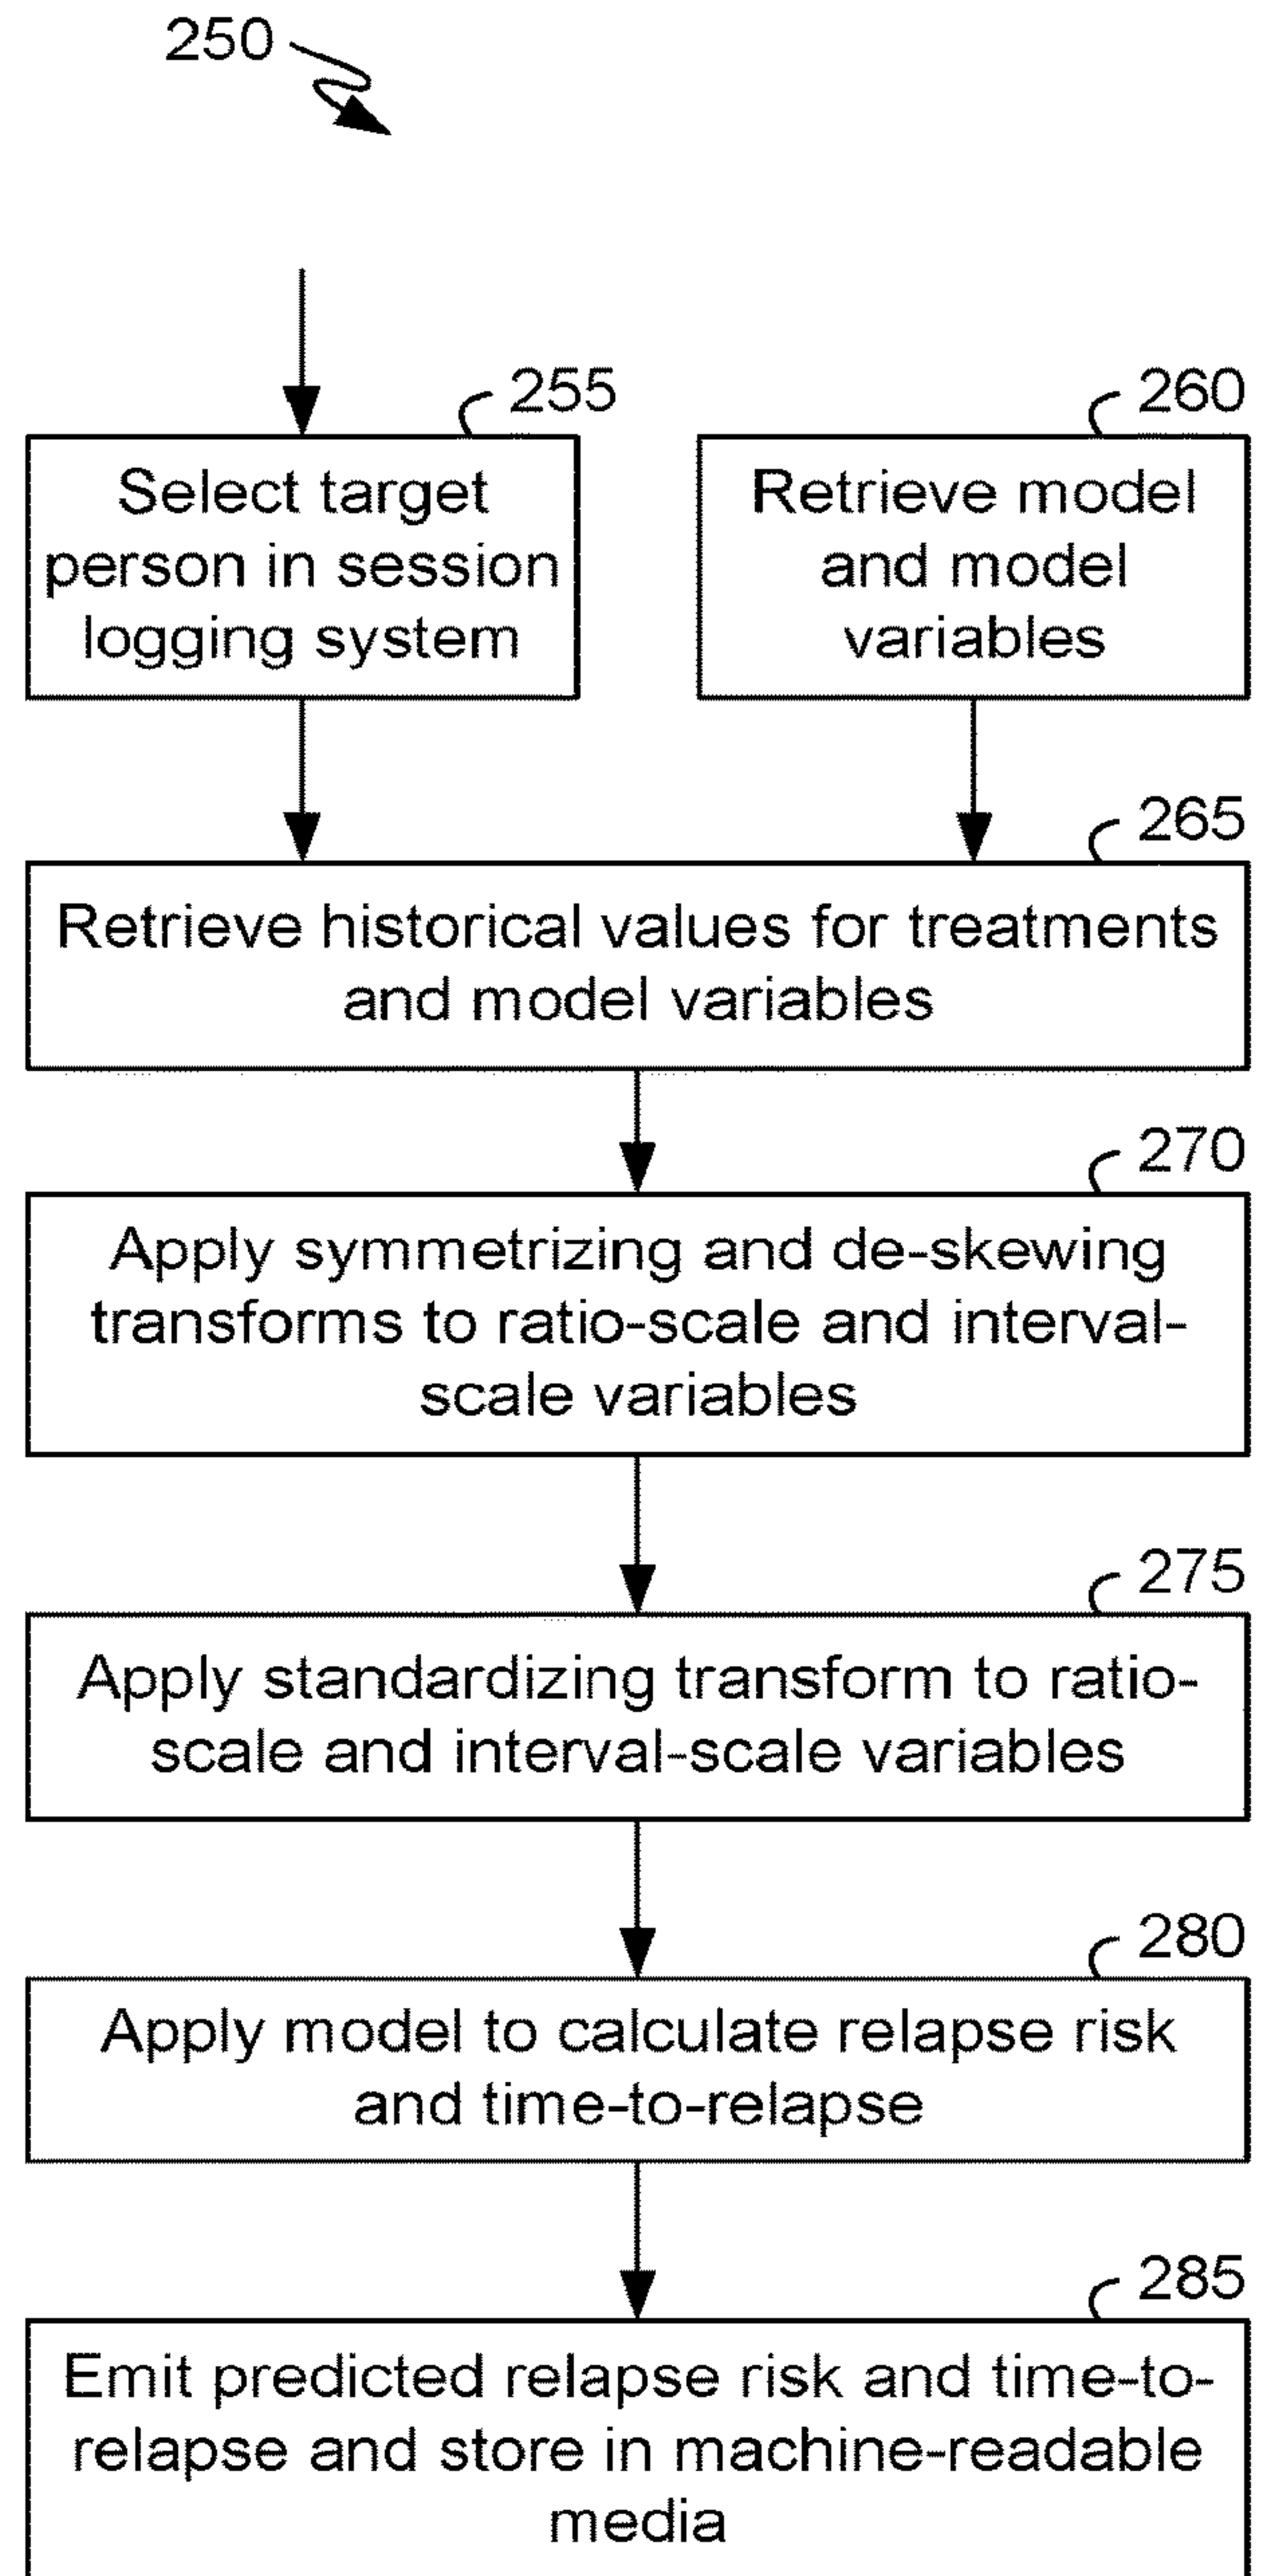 250
255
Select target
person in session
logging system
260
Retrieve model
and model
variables
265
Retrieve historical values for treatments
and model variables
270
Apply symmetrizing and de-skewing
transforms to ratio-scale and interval-
scale variables
275
Apply standardizing transform to ratio-
scale and interval-scale variables
280
Apply model to calculate relapse risk
and time-to-relapse
285
Emit predicted relapse risk and time-to-
relapse and store in machine-readable
media